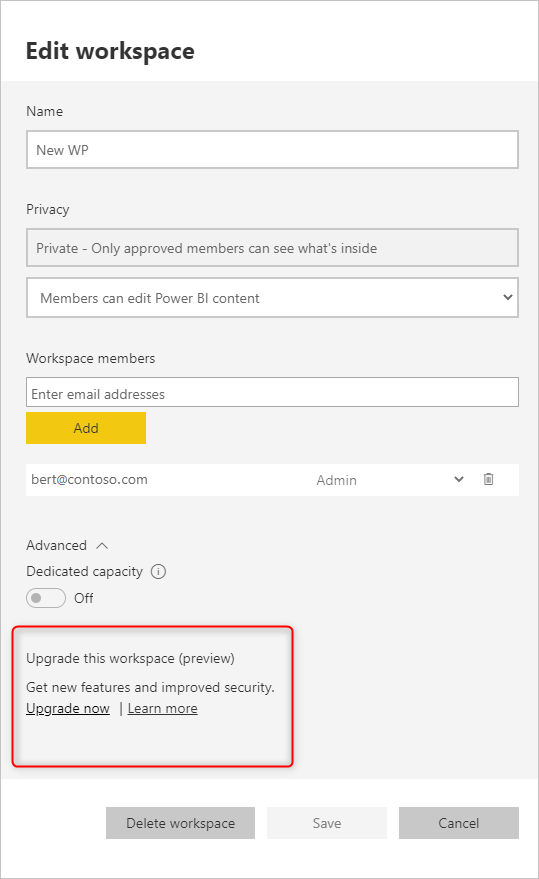 Edit workspace
Name
New WP
Privacy
Private - Only approved members can see what's inside
Members can edit Power BI content
Workspace members
Enter email addresses
Add
bert@contoso.com Admin
Advanced
Dedicated capacity i
Off
Upgrade this workspace (preview)
Get new features and improved security.
Upgrade now | Learn more
Delete workspace Save Cancel